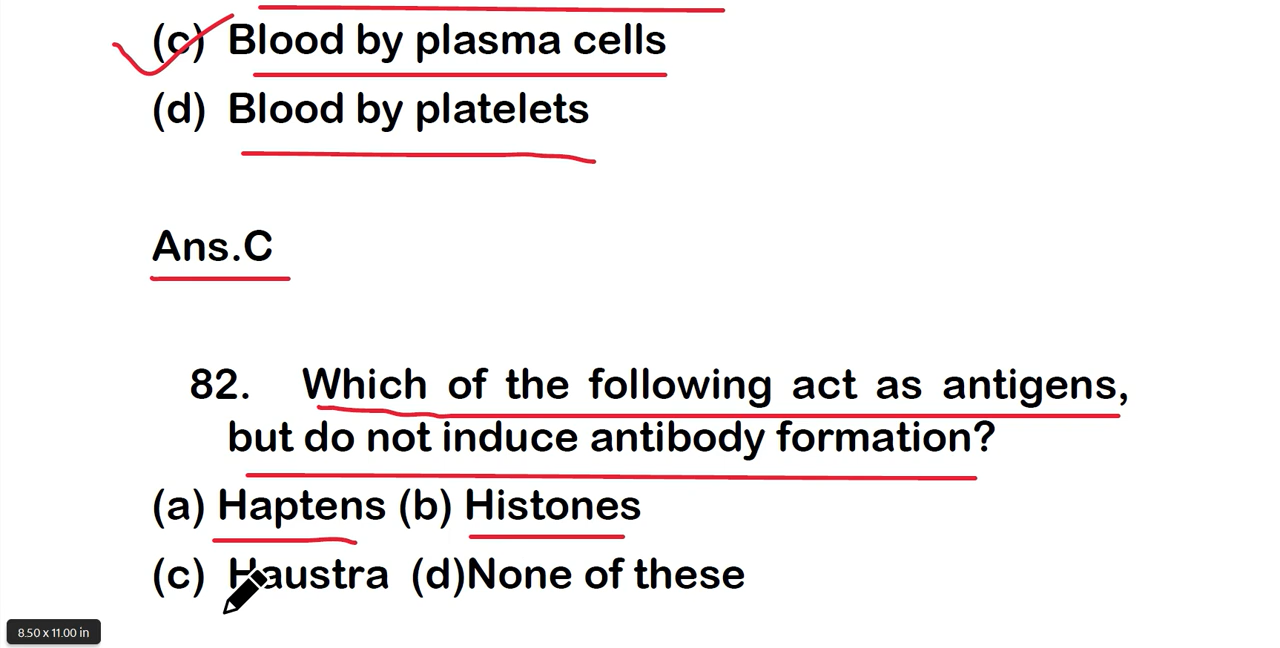 (c) Blood by plasma cells
(d) Blood by platelets
Ans.C
82. Which of the following act as antigens,
but do not induce antibody formation?
(a) Haptens (b) Histones
(c) Haustra (d)None of these
8.50 x 11.00 in